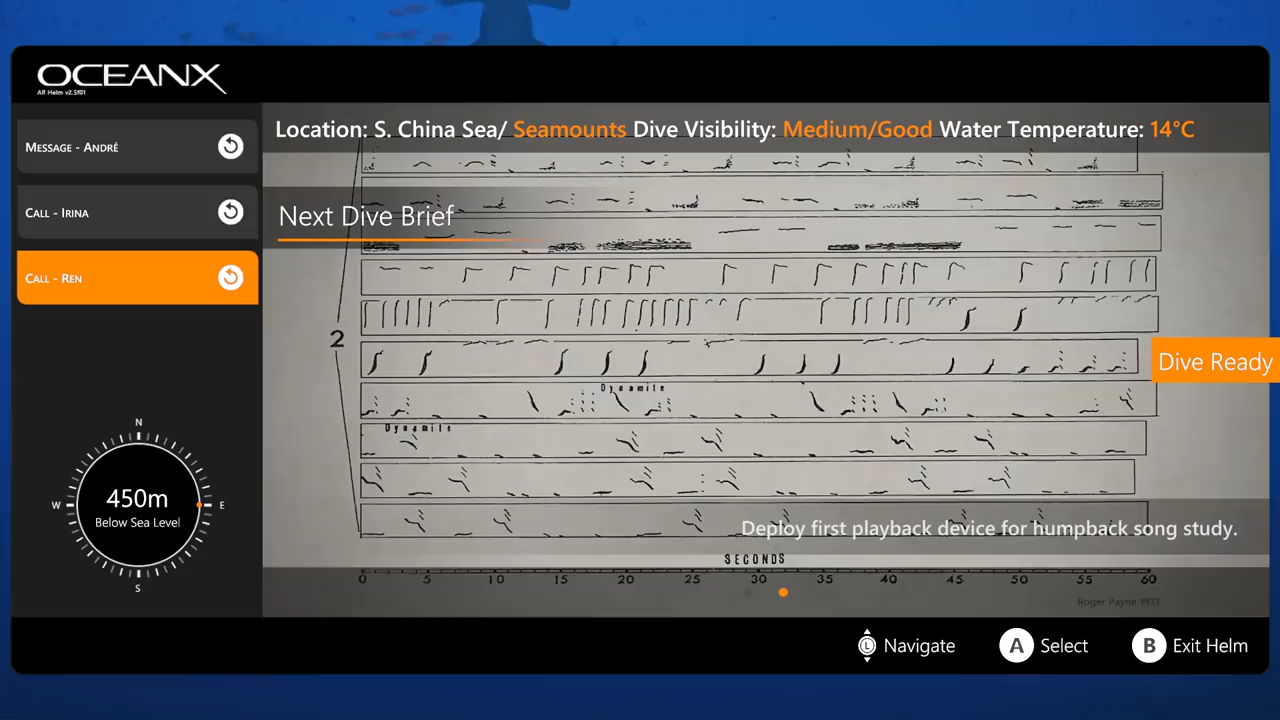 OCEANX
AR Helm v2.5f01
Message - André
Call - Irina
Call - Ren
N
W
E
S
450m
Below Sea Level
Location: S. China Sea/ Seamounts Dive Visibility: Medium/Good Water Temperature: 14°C
Next Dive Brief
2
Dynamite
Dynamite
Dive Ready
Deploy first playback device for humpback song study.
SECONDS
0 5 10 15 20 25 30 35 40 45 50 55 60
Roger Payne 1971
L Navigate
A Select
B Exit Helm